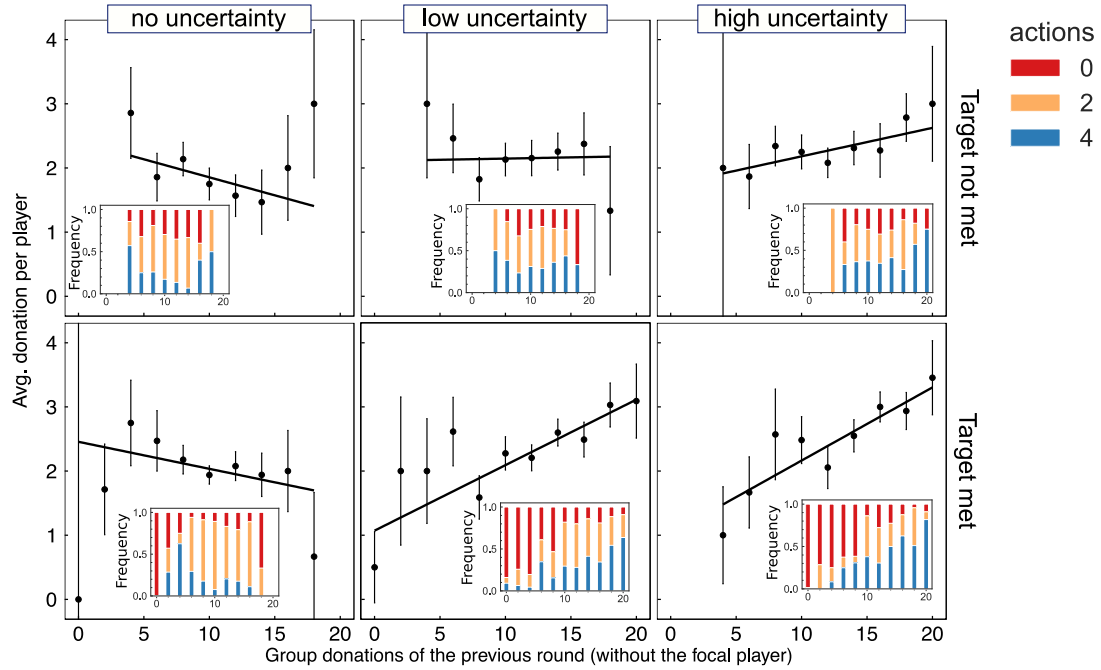 no uncertainty
low uncertainty
high uncertainty
actions
0
2
4
Avg. donation per player
4
3
2
1
0
Frequency
1.0
0.5
0.0
0
10
20
Frequency
1.0
0.5
0.0
0
10
20
Frequency
1.0
0.5
0.0
0
10
20
Target not met
4
3
2
1
0
Frequency
1.0
0.5
0.0
0
10
20
Frequency
1.0
0.5
0.0
0
10
20
Frequency
1.0
0.5
0.0
0
10
20
Target met
0 5 10 15 20
0 5 10 15 20
0 5 10 15 20
Group donations of the previous round (without the focal player)